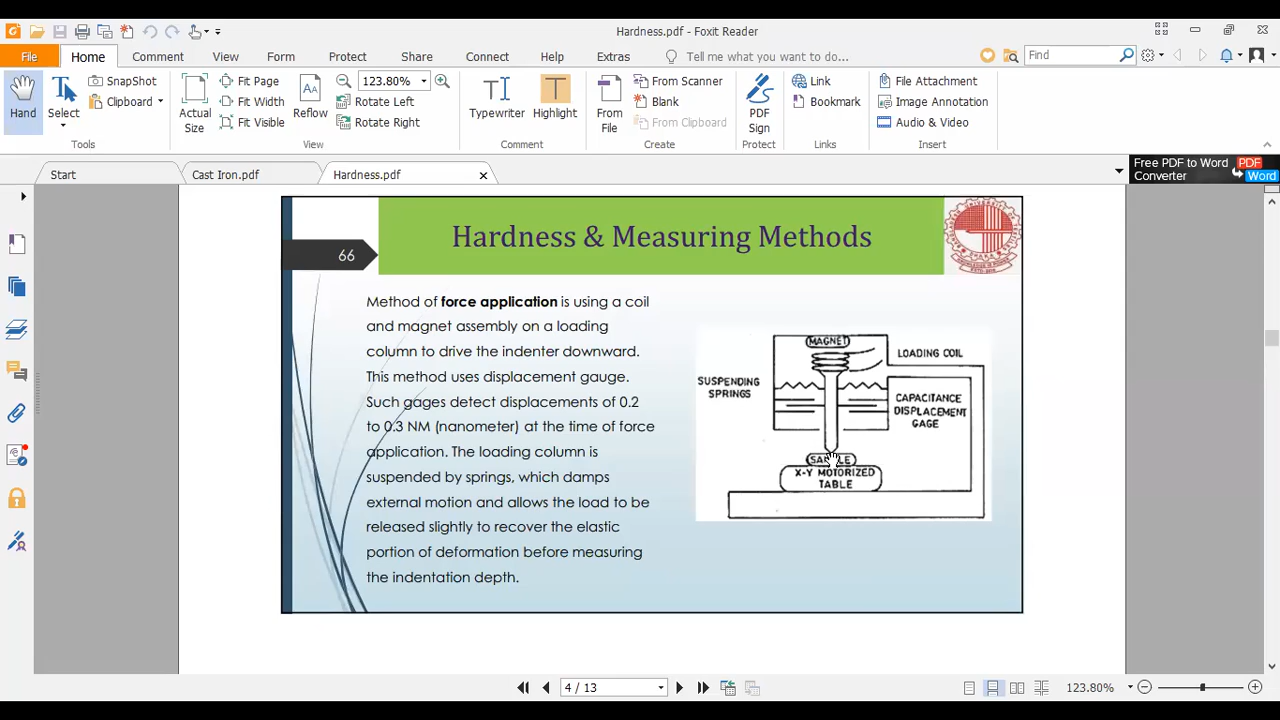 Hardness.pdf - Foxit Reader
File Home Comment View Form Protect Share Connect Help Extras Tell me what you want to do... Find
Hand
Select
SnapShot
Clipboard
Actual Size
Fit Page
Fit Width
Fit Visible
Reflow
123.80%
Rotate Left
Rotate Right
Typewriter
Highlight
From File
From Scanner
Blank
From Clipboard
PDF Sign
Link
Bookmark
File Attachment
Image Annotation
Audio & Video
Tools View Comment Create Protect Links Insert
Start Cast Iron.pdf Hardness.pdf
Free PDF to Word Converter
PDF
Word
Hardness & Measuring Methods
66
Method of force application is using a coil
and magnet assembly on a loading
column to drive the indenter downward.
This method uses displacement gauge.
Such gages detect displacements of 0.2
to 0.3 NM (nanometer) at the time of force
application. The loading column is
suspended by springs, which damps
external motion and allows the load to be
released slightly to recover the elastic
portion of deformation before measuring
the indentation depth.
MAGNET
LOADING COIL
SUSPENDING
SPRINGS
CAPACITANCE
DISPLACEMENT
GAGE
X-Y MOTORIZED
TABLE
4 / 13
123.80%